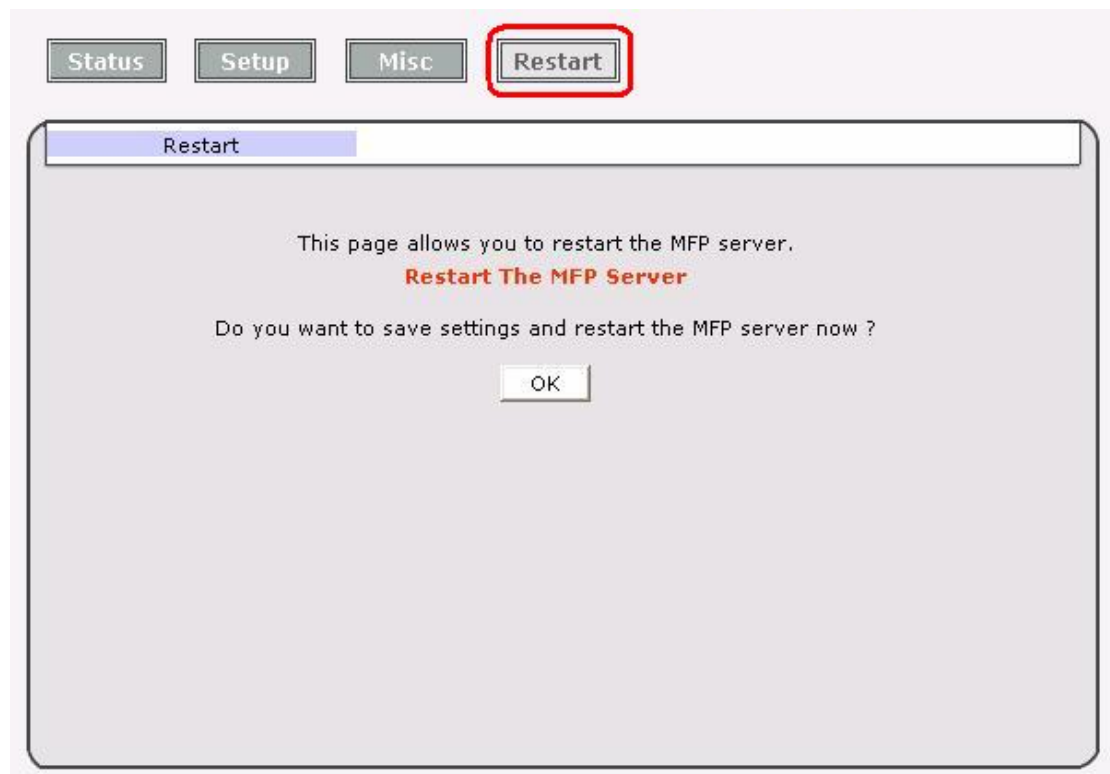 Status Setup Misc Restart
Restart
This page allows you to restart the MFP server.
Restart The MFP Server
Do you want to save settings and restart the MFP server now ?
OK